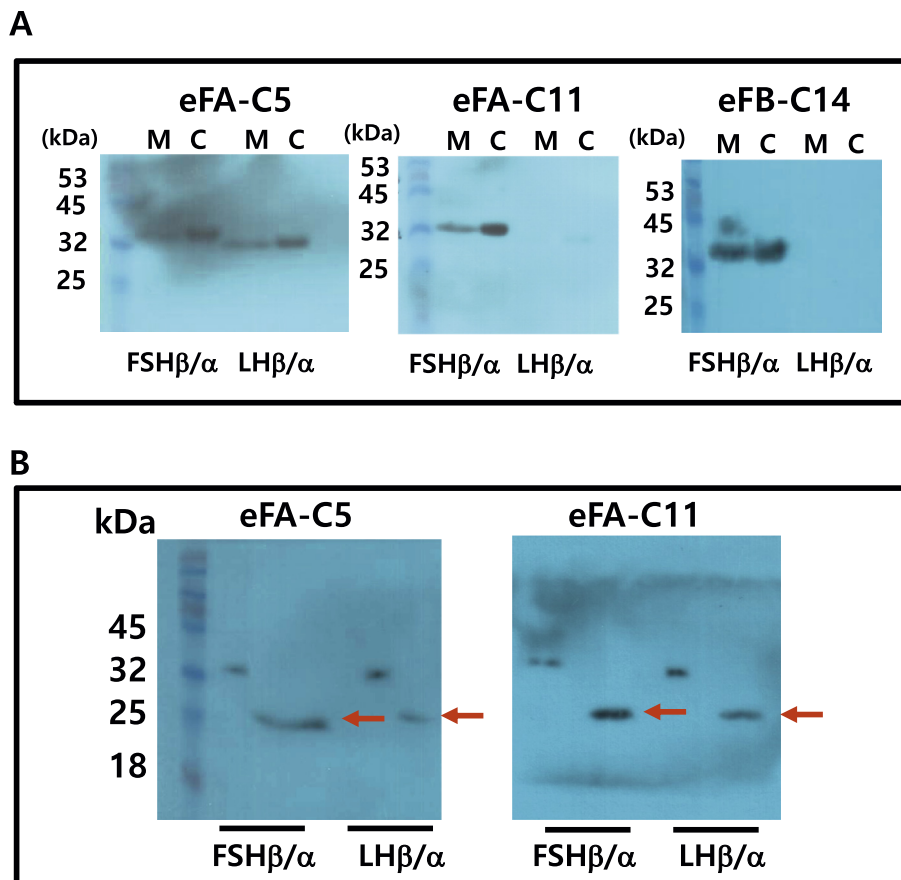 A
eFA-C5 eFA-C11 eFB-C14
(kDa) M C M C (kDa) M C M C M C M C
53 53 53
45 45 45
32 32 32
25 25 25
FSHβ/α LHβ/α FSHβ/α LHβ/α FSHβ/α LHβ/α
B
kDa eFA-C5 eFA-C11
45
32
25
18
FSHβ/α LHβ/α FSHβ/α LHβ/α